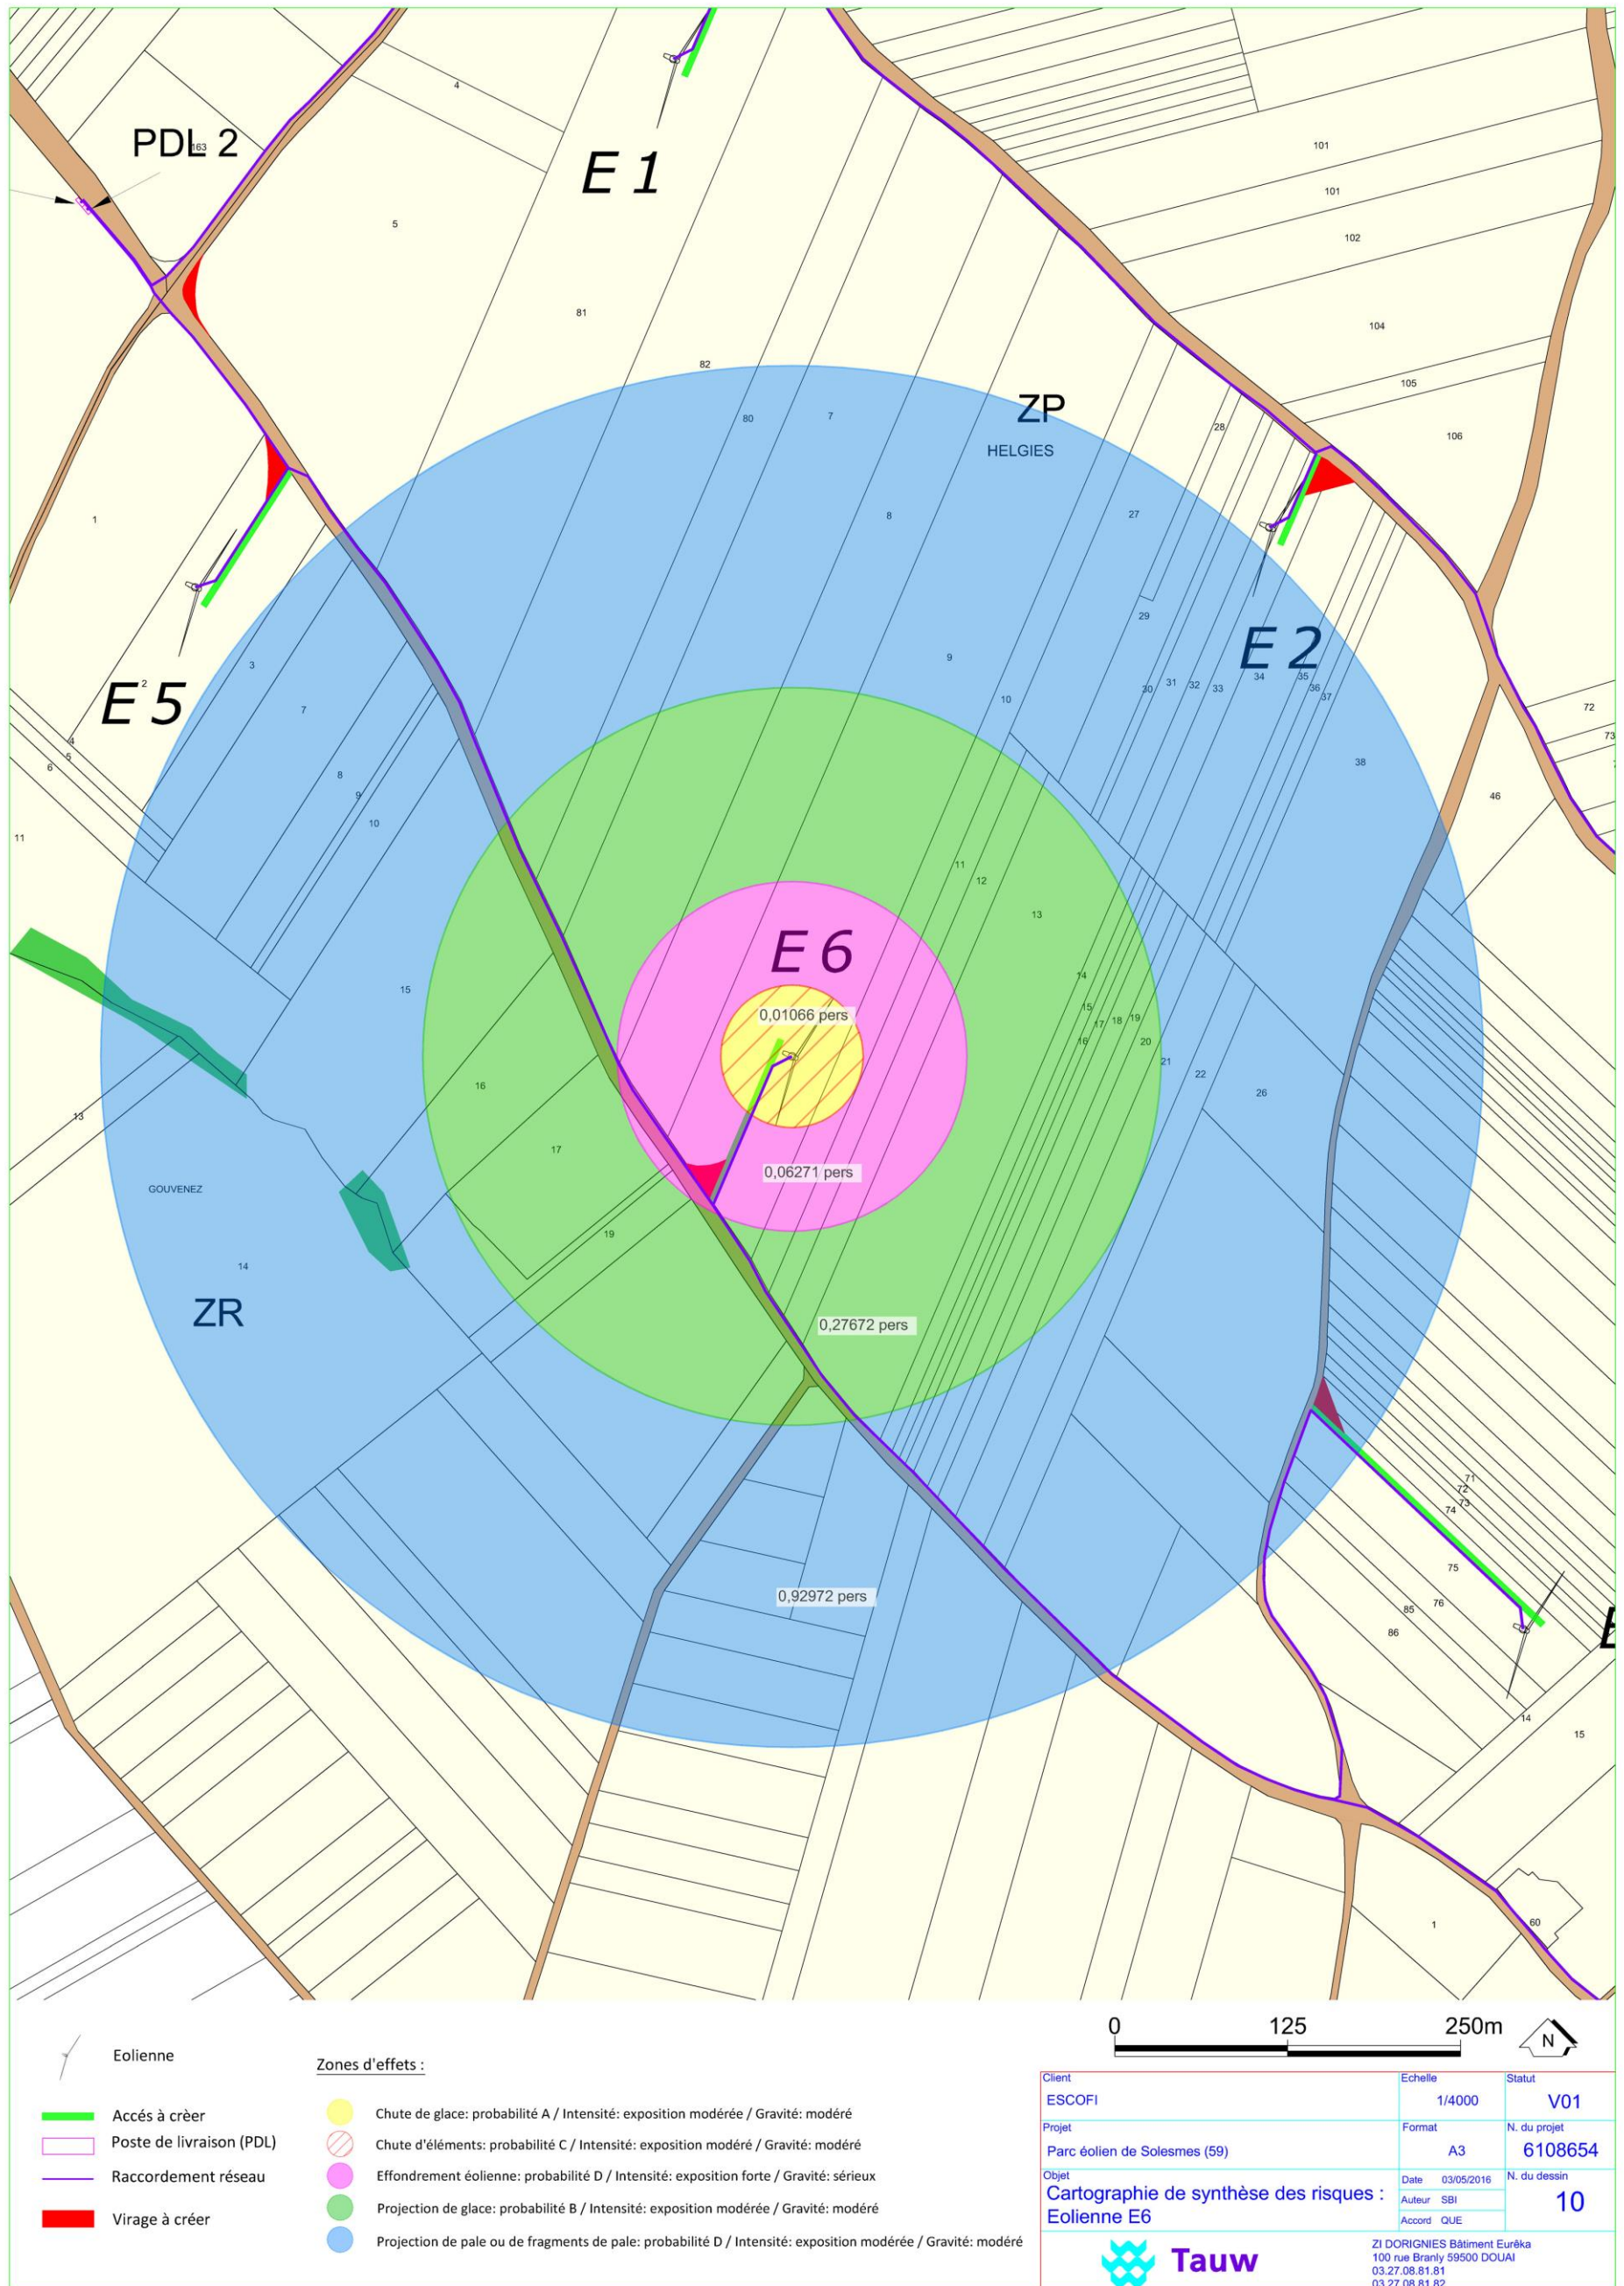 4
PDL 2
163
E 1
101
5
101
102
81
104
82
105
80
7
ZP
28
106
HELGIES
1
8
27
29
E 2
3
9
34
35
2
E 5
30
31
32
33
36
37
7
10
72
4
73
5
6
38
8
9
46
10
11
11
12
13
E 6
14
15
0,01066 pers
15
17
18
19
16
20
21
22
16
26
13
17
0,06271 pers
GOUVENEZ
19
14
ZR
0,27672 pers
71
72
74
73
75
0,92972 pers
76
85
86
14
15
1
60
0
125
250m
N
Eolienne
Accés à crèer
Poste de livraison (PDL)
Raccordement réseau
Virage à créer
Zones d'effets :
Chute de glace: probabilité A / Intensité: exposition modérée / Gravité: modéré
Chute d'éléments: probabilité C / Intensité: exposition modéré / Gravité: modéré
Effondrement éolienne: probabilité D / Intensité: exposition forte / Gravité: sérieux
Projection de glace: probabilité B / Intensité: exposition modérée / Gravité: modéré
Projection de pale ou de fragments de pale: probabilité D / Intensité: exposition modérée / Gravité: modéré
Client
ESCOFI
Echelle
1/4000
Statut
V01
Projet
Parc éolien de Solesmes (59)
Format
A3
N. du projet
6108654
Objet
Cartographie de synthèse des risques :
Eolienne E6
Date 03/05/2016
Auteur SBI
Accord QUE
N. du dessin
10
Tauw
ZI DORIGNIES Bâtiment Eurêka
100 rue Branly 59500 DOUAI
03.27.08.81.81
03.27.08.81.82